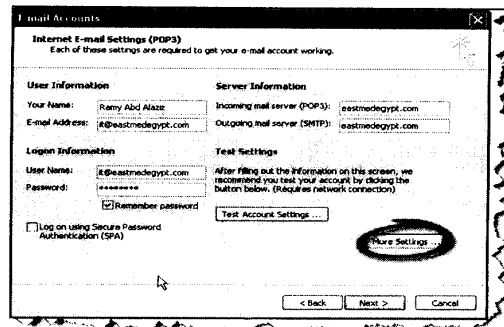 E-mail Accounts
Internet E-mail Settings (POP3)
Each of these settings are required to get your e-mail account working.
User Information
Your Name: Ramy Abd Alaziz
E-mail Address: it@eastmedegypt.com
Logon Information
User Name: it@eastmedegypt.com
Password: ********
Remember password
Log on using Secure Password
Authentication (SPA)
Server Information
Incoming mail server (POP3): eastmedegypt.com
Outgoing mail server (SMTP): eastmedegypt.com
Test Settings
After filling out the information on this screen, we
recommend you test your account by clicking the
button below. (Requires network connection)
Test Account Settings ...
More Settings ...
< Back
Next >
Cancel